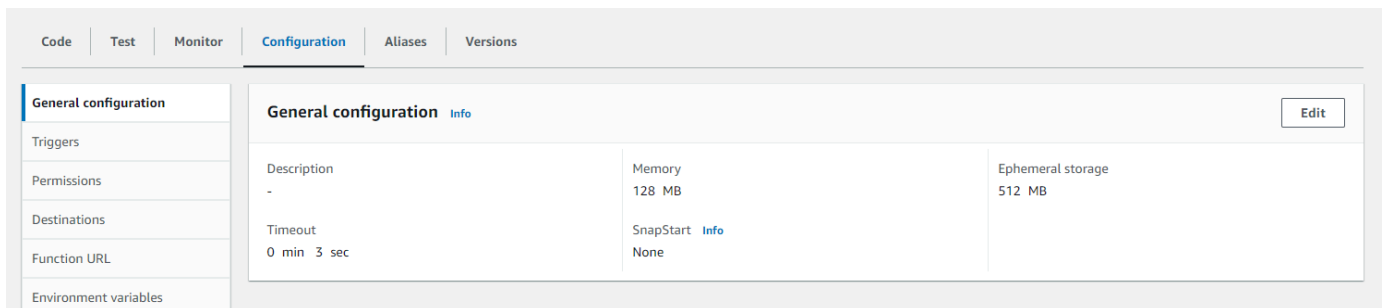 Code Test Monitor Configuration Aliases Versions
General configuration
Triggers
Permissions
Destinations
Function URL
Environment variables
General configuration Info Edit
Description
-
Memory
128 MB
Ephemeral storage
512 MB
Timeout
0 min 3 sec
SnapStart Info
None